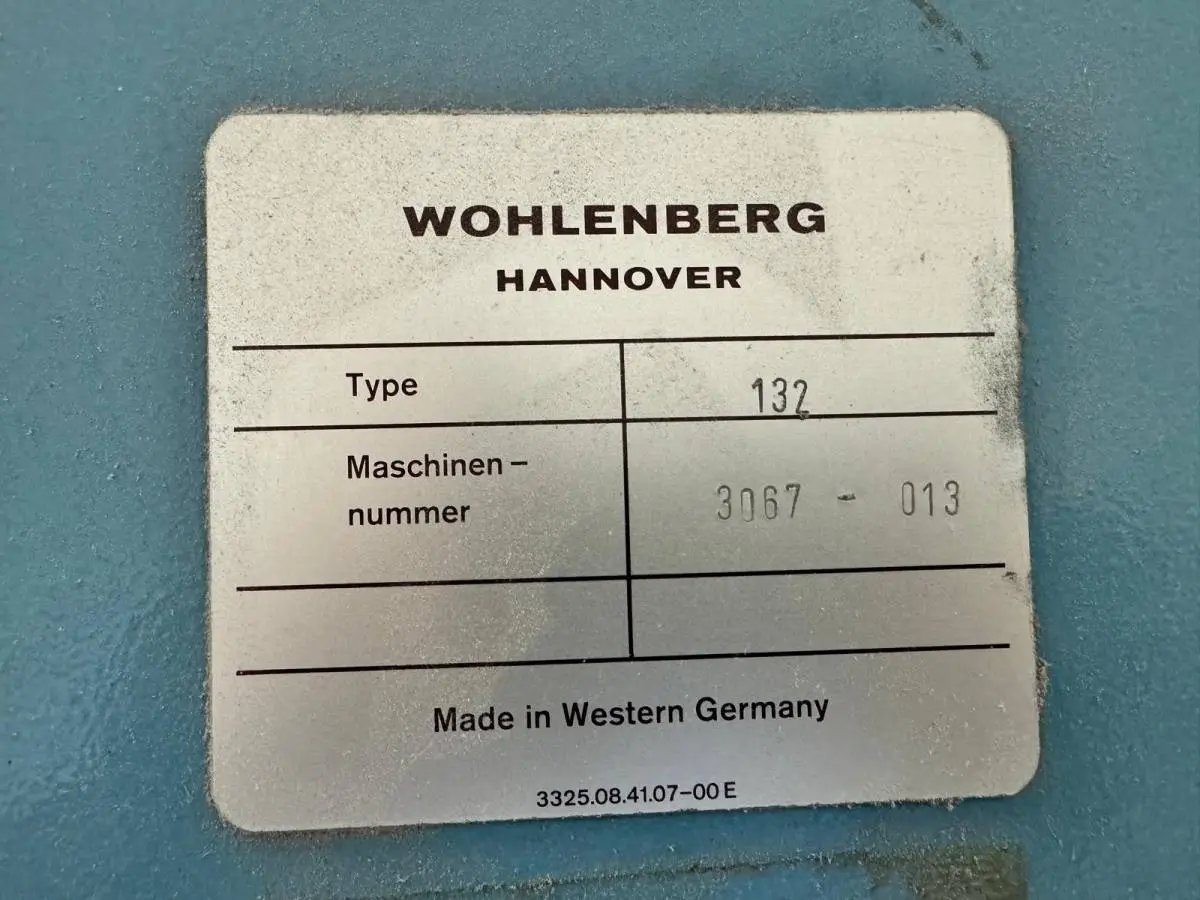 WOHLENBERG
HANNOVER
Type 132
Maschinen–
nummer 3067 - 013
Made in Western Germany
3325.08.41.07–00 E